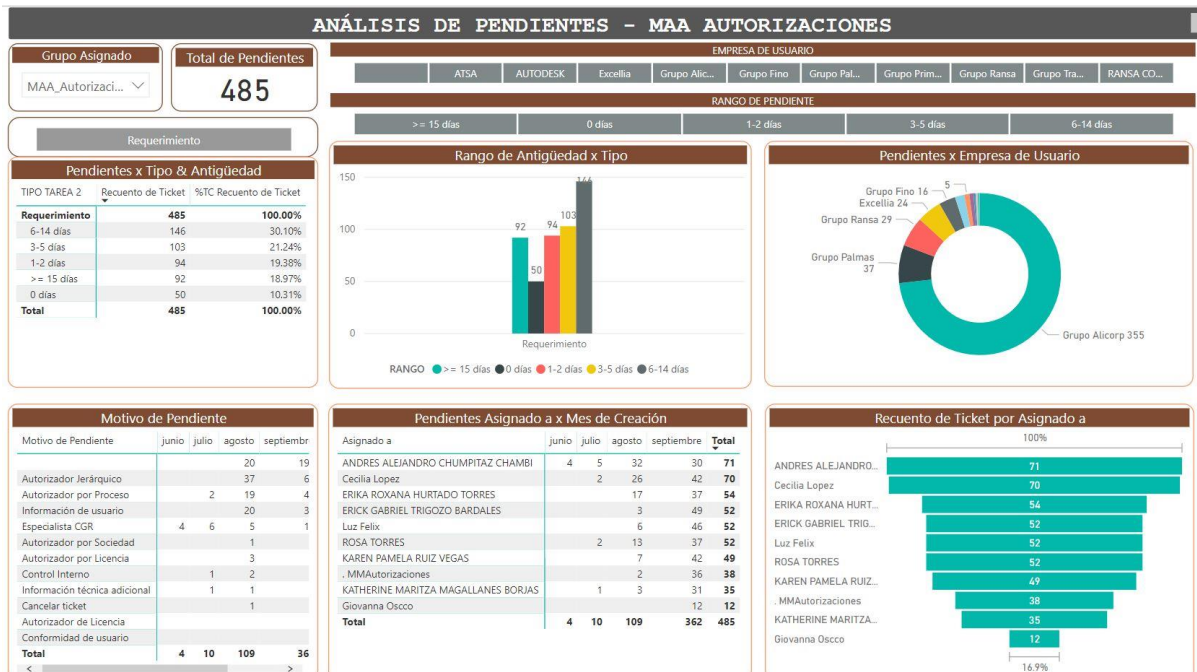 ANÁLISIS DE PENDIENTES - MAA AUTORIZACIONES
Grupo Asignado
MAA_Autorizaci...
Total de Pendientes
485
EMPRESA DE USUARIO
ATSA AUTODESK Excellia Grupo Alic... Grupo Fino Grupo Pal... Grupo Prim... Grupo Ransa Grupo Tra... RANSA CO...
RANGO DE PENDIENTE
>= 15 días 0 días 1-2 días 3-5 días 6-14 días
Requerimiento
Pendientes x Tipo & Antigüedad
TIPO TAREA 2 Recuento de Ticket %TC Recuento de Ticket
Requerimiento 485 100.00%
6-14 días 146 30.10%
3-5 días 103 21.24%
1-2 días 94 19.38%
>= 15 días 92 18.97%
0 días 50 10.31%
Total 485 100.00%
Rango de Antigüedad x Tipo
150
100
50
0
92
50
94
103
146
Requerimiento
RANGO >= 15 días 0 días 1-2 días 3-5 días 6-14 días
Pendientes x Empresa de Usuario
5
Grupo Fino 16
Excellia 24
Grupo Ransa 29
Grupo Palmas
37
Grupo Alicorp 355
Motivo de Pendiente
Motivo de Pendiente junio julio agosto septiembr
20 19
Autorizador Jerárquico 37 6
Autorizador por Proceso 2 19 4
Información de usuario 20 3
Especialista CGR 4 6 5 1
Autorizador por Sociedad 1
Autorizador por Licencia 3
Control Interno 1 2
Información técnica adicional 1 1
Cancelar ticket 1
Autorizador de Licencia
Conformidad de usuario
Total 4 10 109 36
Pendientes Asignado a x Mes de Creación
Asignado a junio julio agosto septiembre Total
ANDRES ALEJANDRO CHUMPITAZ CHAMBI 4 5 32 30 71
Cecilia Lopez 2 26 42 70
ERIKA ROXANA HURTADO TORRES 17 37 54
ERICK GABRIEL TRIGOZO BARDALES 3 49 52
Luz Felix 6 46 52
ROSA TORRES 2 13 37 52
KAREN PAMELA RUIZ VEGAS 7 42 49
. MMAutorizaciones 2 36 38
KATHERINE MARITZA MAGALLANES BORJAS 1 3 31 35
Giovanna Oscco 12 12
Total 4 10 109 362 485
Recuento de Ticket por Asignado a
100%
ANDRES ALEJANDRO... 71
Cecilia Lopez 70
ERIKA ROXANA HURT... 54
ERICK GABRIEL TRIG... 52
Luz Felix 52
ROSA TORRES 52
KAREN PAMELA RUIZ... 49
. MMAutorizaciones 38
KATHERINE MARITZA... 35
Giovanna Oscco 12
16.9%